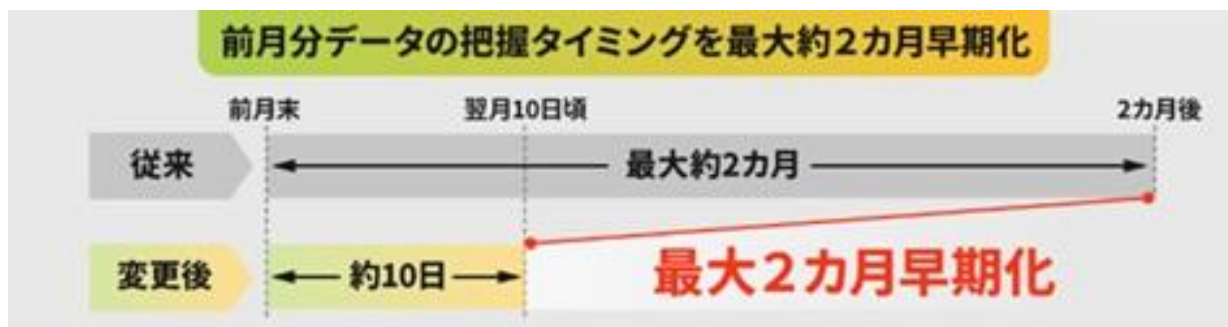 前月分データの把握タイミングを最大約２カ月早期化
前月末
翌月10日頃
2カ月後
従来
最大約2カ月
変更後
約10日
最大２カ月早期化